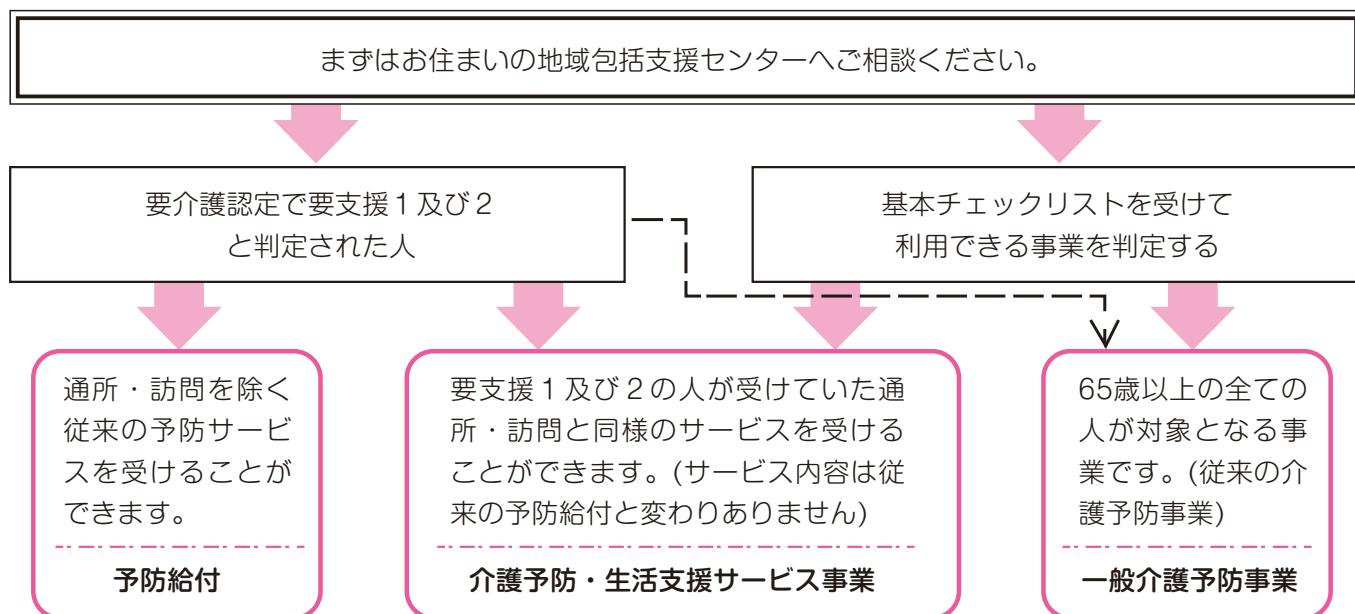 まずはお住まいの地域包括支援センターへご相談ください。
要介護認定で要支援１及び２
と判定された人
基本チェックリストを受けて
利用できる事業を判定する
通所・訪問を除く
従来の予防サービ
スを受けることが
できます。
予防給付
要支援１及び２の人が受けていた通
所・訪問と同様のサービスを受ける
ことができます。(サービス内容は従
来の予防給付と変わりありません)
介護予防・生活支援サービス事業
65歳以上の全ての
人が対象となる事
業です。(従来の介
護予防事業)
一般介護予防事業